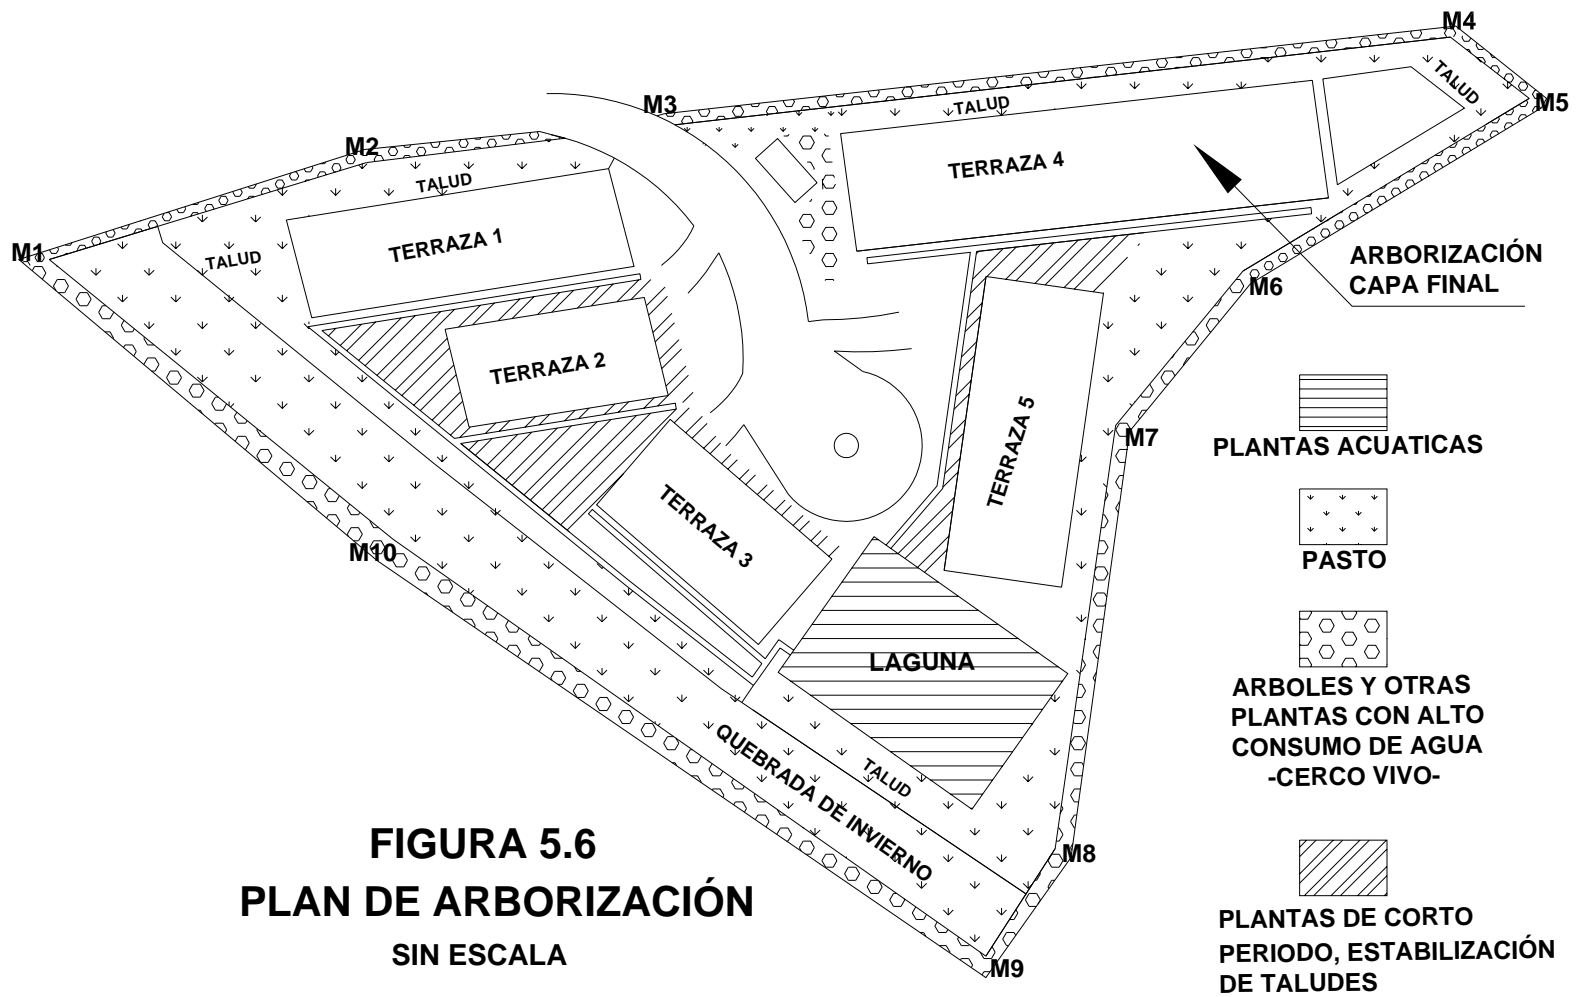 M4
M5
M3
M2
M1
TALUD
TALUD
TERRAZA 4
TALUD
TERRAZA 1
TALUD
ARBORIZACIÓN
CAPA FINAL
M6
TERRAZA 2
TERRAZA 5
M7
PLANTAS ACUATICAS
TERRAZA 3
M10
PASTO
LAGUNA
ARBOLES Y OTRAS
PLANTAS CON ALTO
CONSUMO DE AGUA
-CERCO VIVO-
QUEBRADA DE INVIERNO
TALUD
M8
M9
FIGURA 5.6
PLAN DE ARBORIZACIÓN
SIN ESCALA
PLANTAS DE CORTO
PERIODO, ESTABILIZACIÓN
DE TALUDES